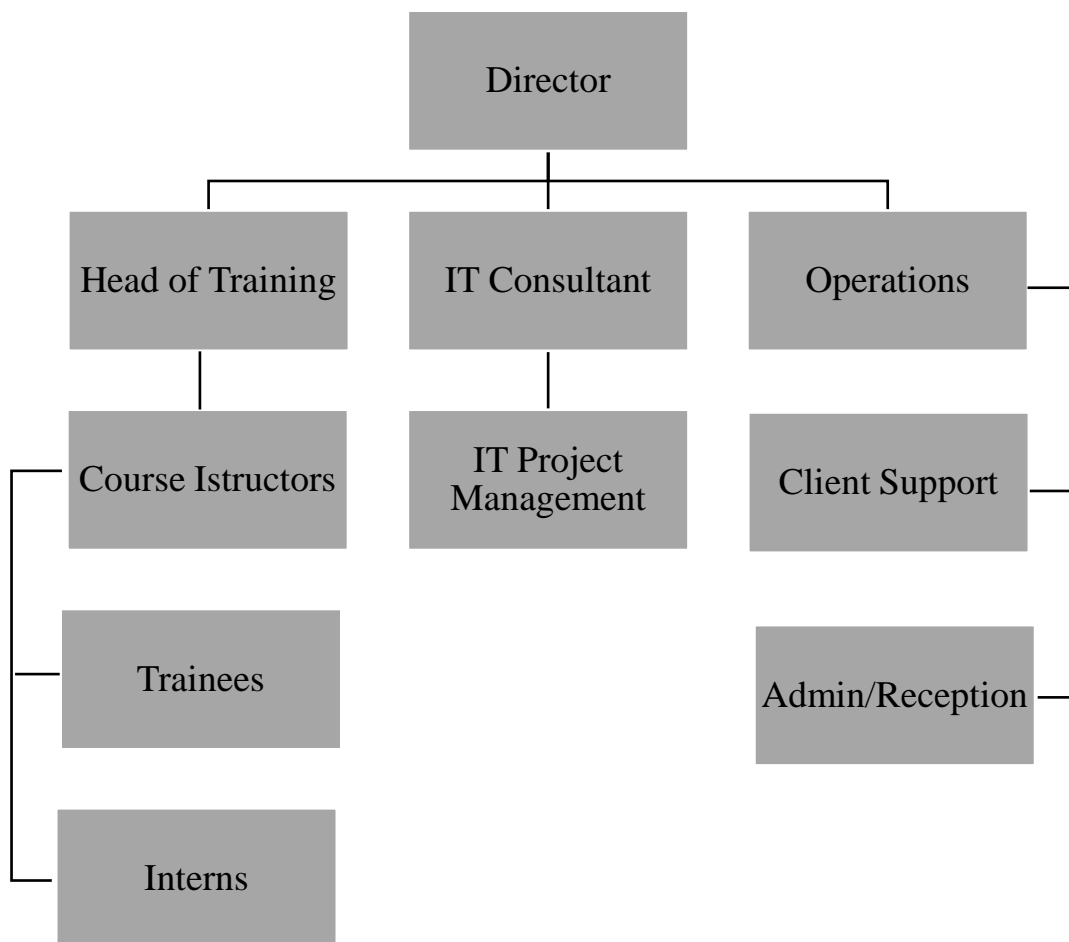 Director
Head of Training
IT Consultant
Operations
Course Istructors
IT Project
Management
Client Support
Trainees
Admin/Reception
Interns